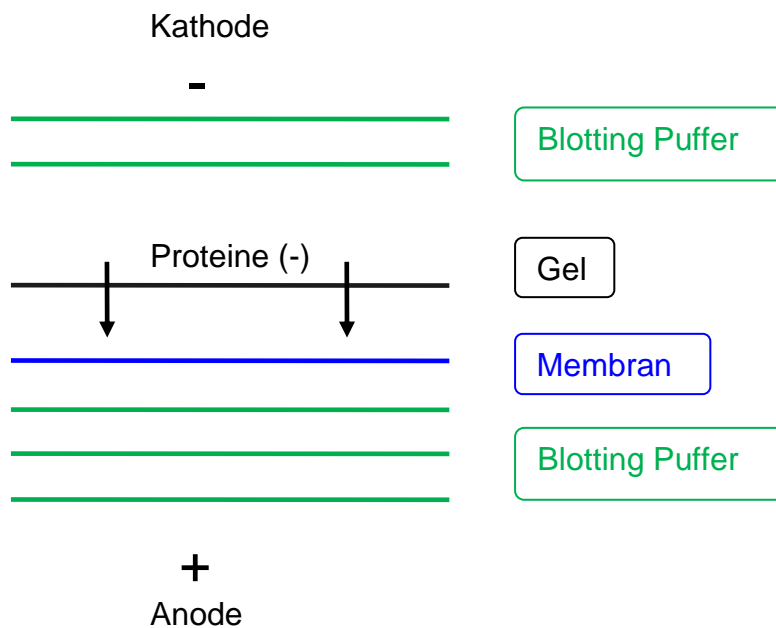 Kathode
-
Blotting Puffer
Proteine (-)
Gel
Membran
Blotting Puffer
+
Anode